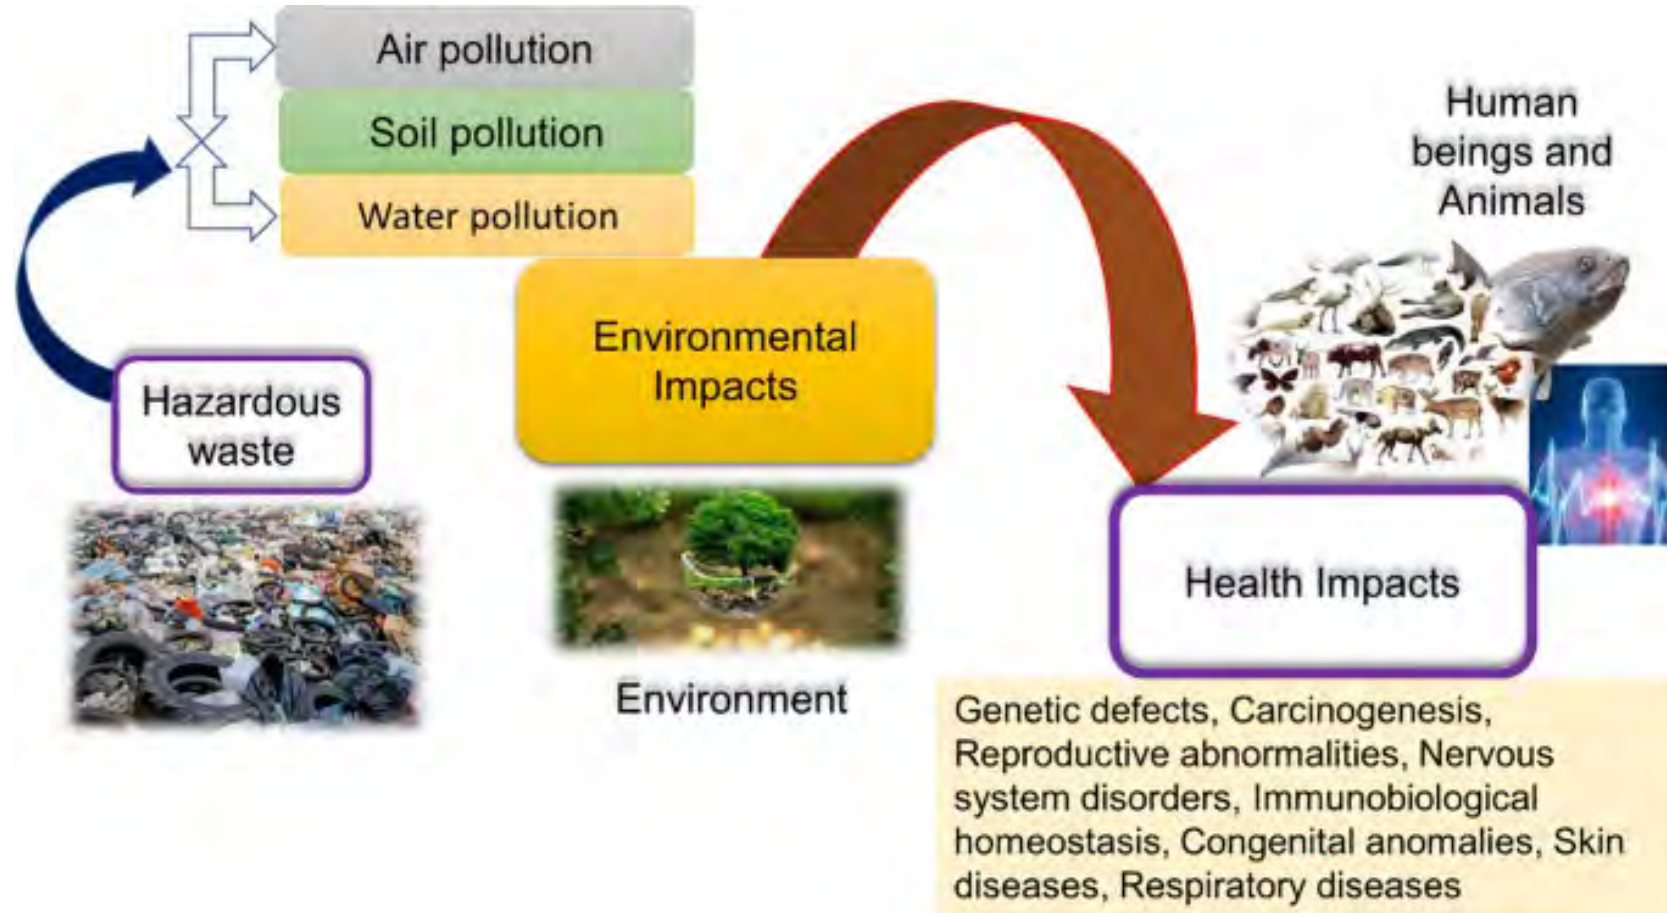 Air pollution
Soil pollution
Water pollution
Hazardous
waste
Environmental
Impacts
Environment
Human
beings and
Animals
Health Impacts
Genetic defects, Carcinogenesis,
Reproductive abnormalities, Nervous
system disorders, Immunobiological
homeostasis, Congenital anomalies, Skin
diseases, Respiratory diseases